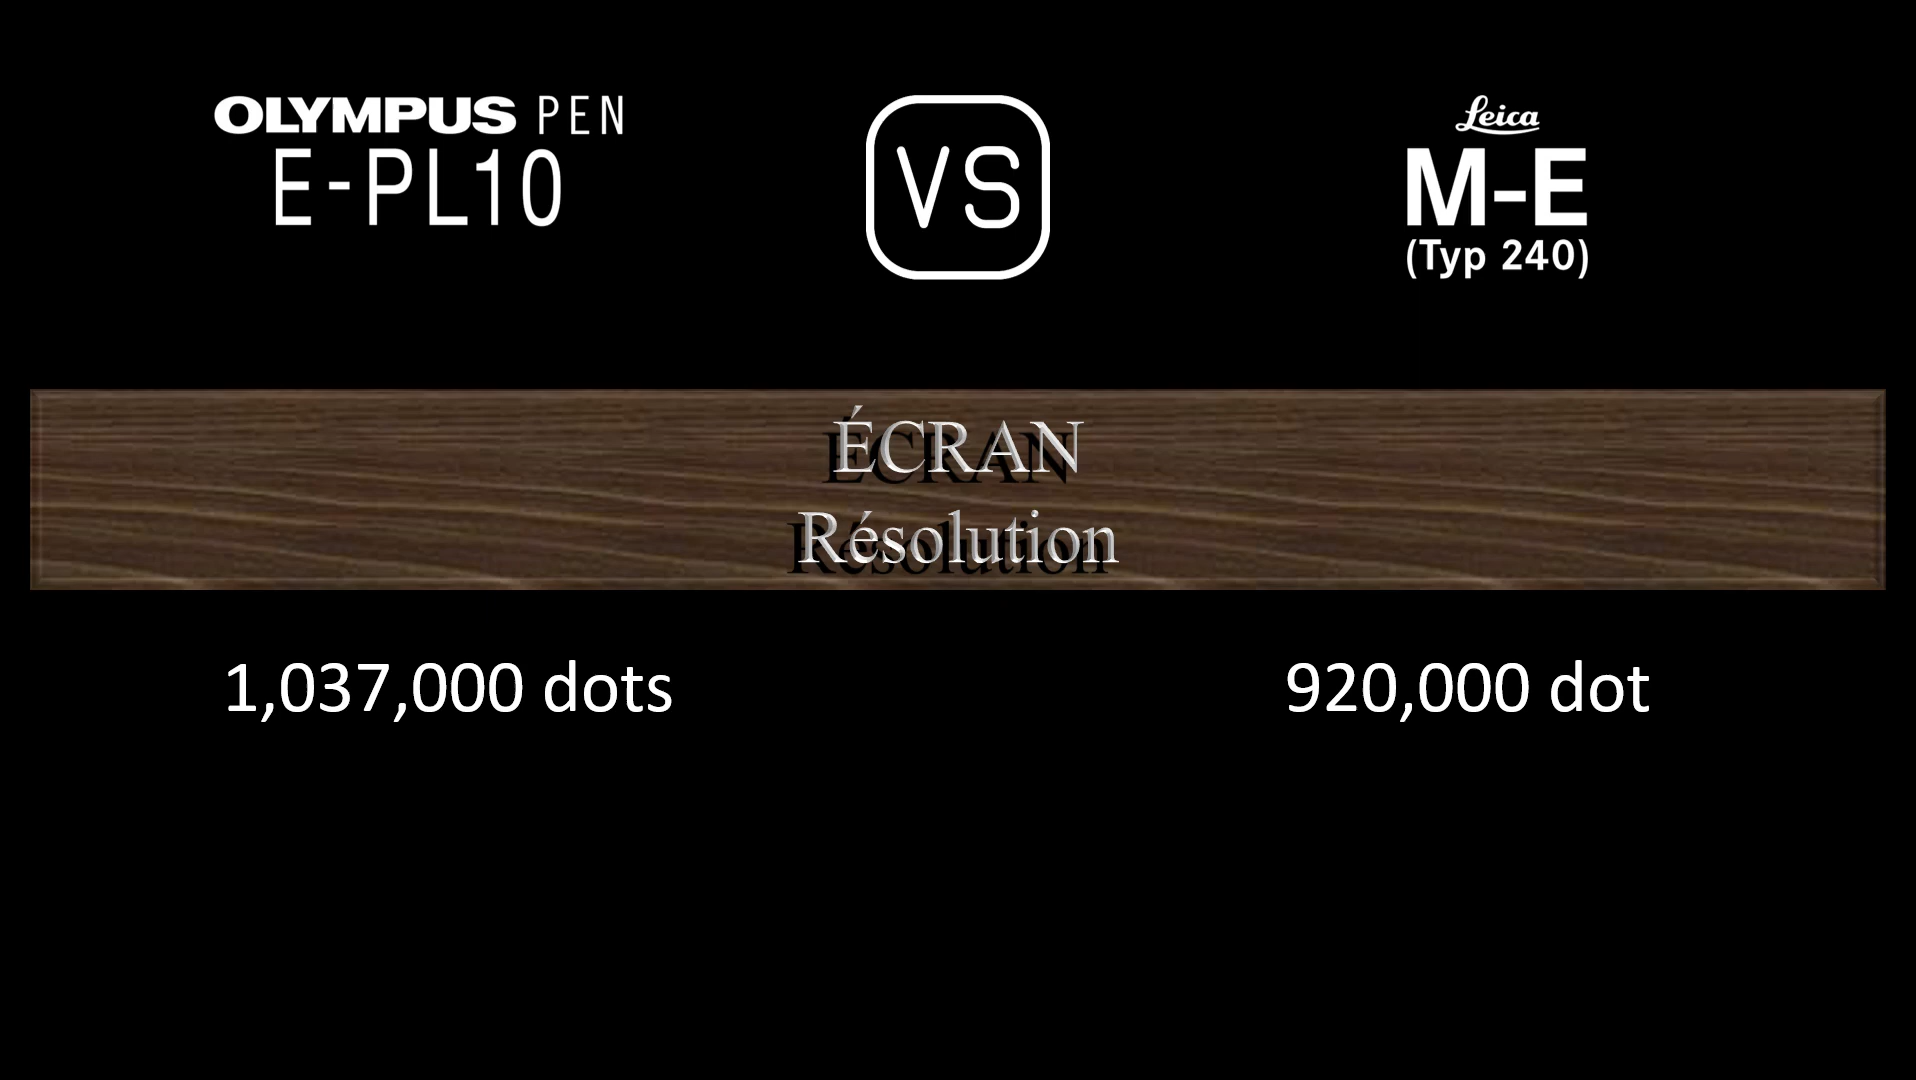 OLYMPUS PEN
E-PL10
VS
Leica
M-E
(Typ 240)
ÉCRAN
Résolution
1,037,000 dots
920,000 dot